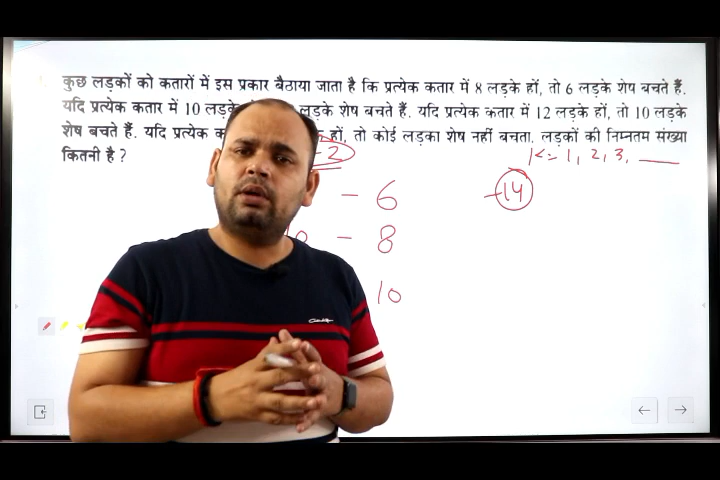 कुछ लड़कों को कतारों में इस प्रकार बैठाया जाता है कि प्रत्येक कतार में 8 लड़के हों, तो 6 लड़के शेष बचते हैं.
यदि प्रत्येक कतार में 10 लड़के लड़के शेष बचते हैं. यदि प्रत्येक कतार में 12 लड़के हों, तो 10 लड़के
शेष बचते हैं. यदि प्रत्येक हों, तो कोई लड़का शेष नहीं बचता. लड़कों की निम्नतम संख्या
कितनी है ?
- 2
K = 1, 2, 3, ___
- 6
- 14
- 8
10